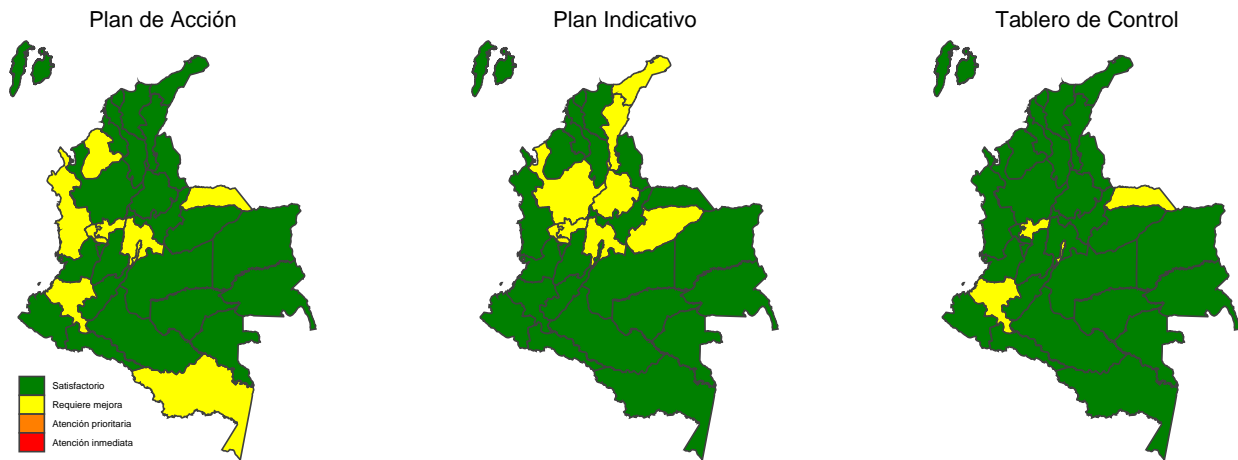 Plan de Acción
Plan Indicativo
Tablero de Control
Satisfactorio
Requiere mejora
Atención prioritaria
Atención inmediata